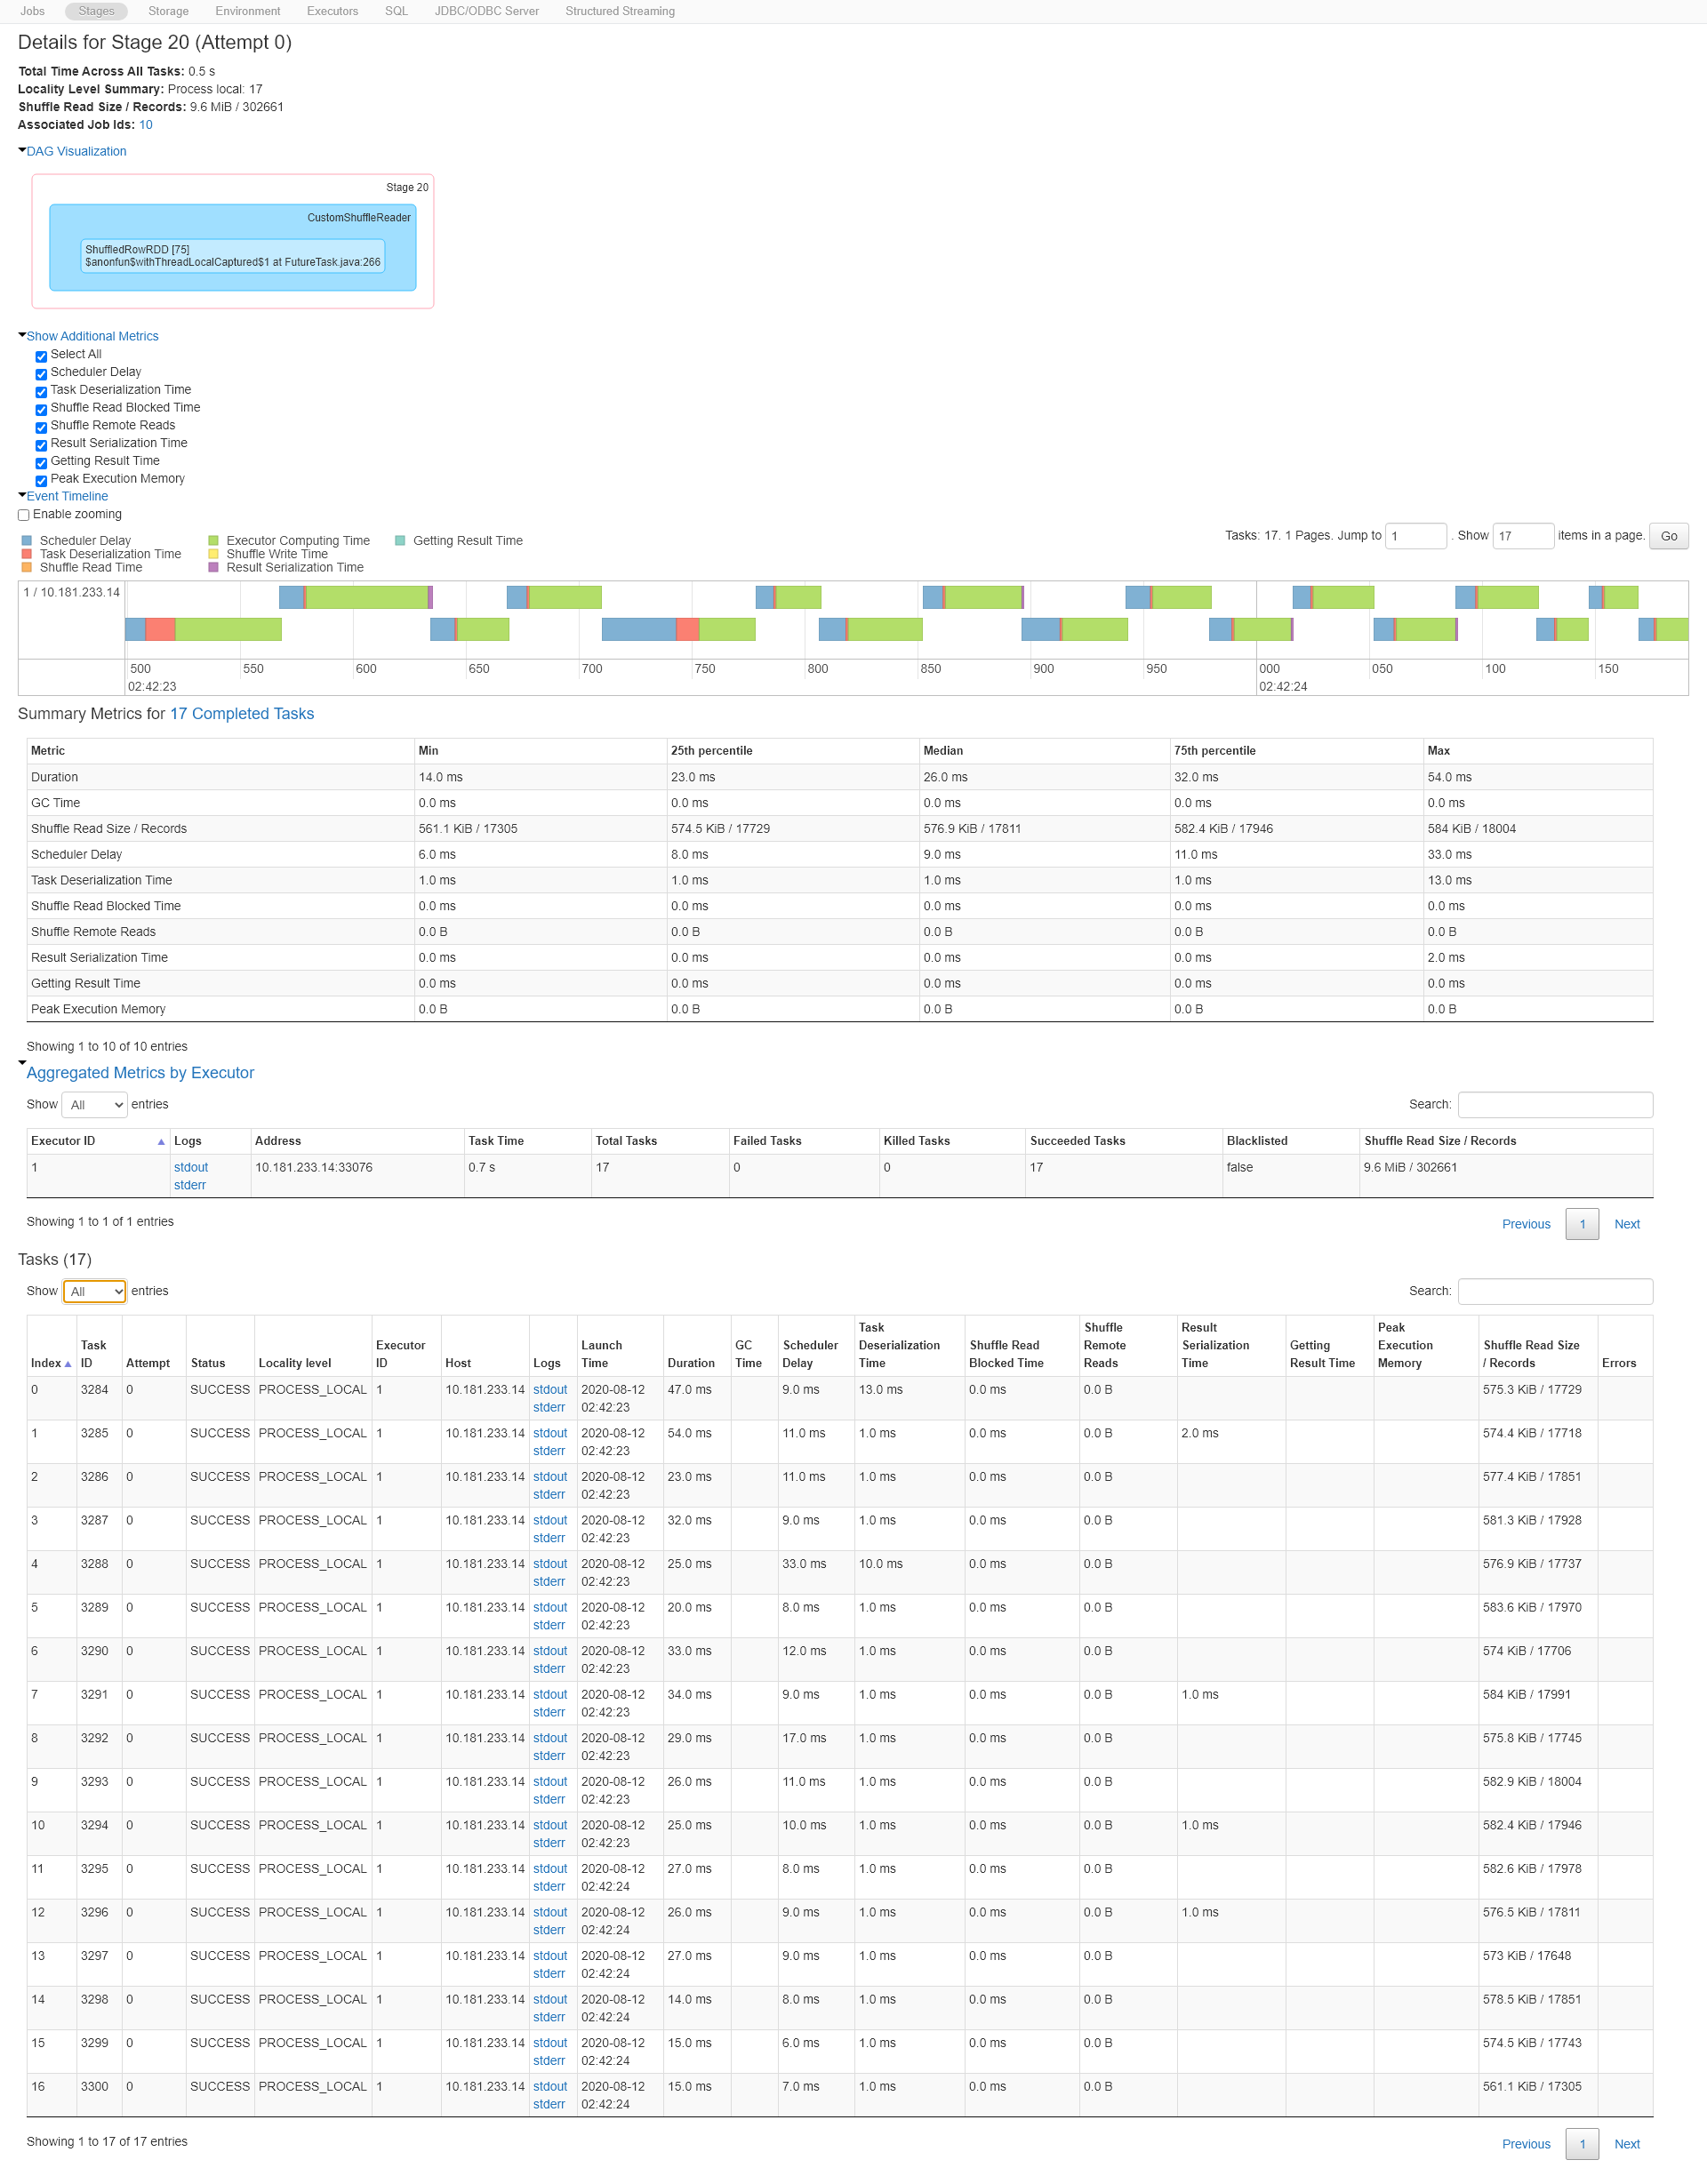 Jobs Stages Storage Environment Executors SQL JDBC/ODBC Server Structured Streaming
Details for Stage 20 (Attempt 0)
Total Time Across All Tasks: 0.5 s
Locality Level Summary: Process local: 17
Shuffle Read Size / Records: 9.6 MiB / 302661
Associated Job Ids: 10
DAG Visualization
Stage 20
CustomShuffleReader
ShuffledRowRDD [75]
$anonfun$withThreadLocalCaptured$1 at FutureTask.java:266
Show Additional Metrics
Select All
Scheduler Delay
Task Deserialization Time
Shuffle Read Blocked Time
Shuffle Remote Reads
Result Serialization Time
Getting Result Time
Peak Execution Memory
Event Timeline
Enable zooming
Tasks: 17. 1 Pages. Jump to 1 . Show 17 items in a page. Go
Scheduler Delay Executor Computing Time Getting Result Time
Task Deserialization Time Shuffle Write Time
Shuffle Read Time Result Serialization Time
1 / 10.181.233.14
500 550 600 650 700 750 800 850 900 950 000 050 100 150
02:42:23 02:42:24
Summary Metrics for 17 Completed Tasks
Metric Min 25th percentile Median 75th percentile Max
Duration 14.0 ms 23.0 ms 26.0 ms 32.0 ms 54.0 ms
GC Time 0.0 ms 0.0 ms 0.0 ms 0.0 ms 0.0 ms
Shuffle Read Size / Records 561.1 KiB / 17305 574.5 KiB / 17729 576.9 KiB / 17811 582.4 KiB / 17946 584 KiB / 18004
Scheduler Delay 6.0 ms 8.0 ms 9.0 ms 11.0 ms 33.0 ms
Task Deserialization Time 1.0 ms 1.0 ms 1.0 ms 1.0 ms 13.0 ms
Shuffle Read Blocked Time 0.0 ms 0.0 ms 0.0 ms 0.0 ms 0.0 ms
Shuffle Remote Reads 0.0 B 0.0 B 0.0 B 0.0 B 0.0 B
Result Serialization Time 0.0 ms 0.0 ms 0.0 ms 0.0 ms 2.0 ms
Getting Result Time 0.0 ms 0.0 ms 0.0 ms 0.0 ms 0.0 ms
Peak Execution Memory 0.0 B 0.0 B 0.0 B 0.0 B 0.0 B
Showing 1 to 10 of 10 entries
Aggregated Metrics by Executor
Show All entries Search:
Executor ID Logs Address Task Time Total Tasks Failed Tasks Killed Tasks Succeeded Tasks Blacklisted Shuffle Read Size / Records
1 stdout 10.181.233.14:33076 0.7 s 17 0 0 17 false 9.6 MiB / 302661
stderr
Showing 1 to 1 of 1 entries Previous 1 Next
Tasks (17)
Show All entries Search:
Task Shuffle Result Peak
Task Executor Launch GC Scheduler Deserialization Shuffle Read Remote Serialization Getting Execution Shuffle Read Size
Index ID Attempt Status Locality level ID Host Logs Time Duration Time Delay Time Blocked Time Reads Time Result Time Memory / Records Errors
0 3284 0 SUCCESS PROCESS_LOCAL 1 10.181.233.14 stdout 2020-08-12 47.0 ms 9.0 ms 13.0 ms 0.0 ms 0.0 B 575.3 KiB / 17729
stderr 02:42:23
1 3285 0 SUCCESS PROCESS_LOCAL 1 10.181.233.14 stdout 2020-08-12 54.0 ms 11.0 ms 1.0 ms 0.0 ms 0.0 B 2.0 ms 574.4 KiB / 17718
stderr 02:42:23
2 3286 0 SUCCESS PROCESS_LOCAL 1 10.181.233.14 stdout 2020-08-12 23.0 ms 11.0 ms 1.0 ms 0.0 ms 0.0 B 577.4 KiB / 17851
stderr 02:42:23
3 3287 0 SUCCESS PROCESS_LOCAL 1 10.181.233.14 stdout 2020-08-12 32.0 ms 9.0 ms 1.0 ms 0.0 ms 0.0 B 581.3 KiB / 17928
stderr 02:42:23
4 3288 0 SUCCESS PROCESS_LOCAL 1 10.181.233.14 stdout 2020-08-12 25.0 ms 33.0 ms 10.0 ms 0.0 ms 0.0 B 576.9 KiB / 17737
stderr 02:42:23
5 3289 0 SUCCESS PROCESS_LOCAL 1 10.181.233.14 stdout 2020-08-12 20.0 ms 8.0 ms 1.0 ms 0.0 ms 0.0 B 583.6 KiB / 17970
stderr 02:42:23
6 3290 0 SUCCESS PROCESS_LOCAL 1 10.181.233.14 stdout 2020-08-12 33.0 ms 12.0 ms 1.0 ms 0.0 ms 0.0 B 574 KiB / 17706
stderr 02:42:23
7 3291 0 SUCCESS PROCESS_LOCAL 1 10.181.233.14 stdout 2020-08-12 34.0 ms 9.0 ms 1.0 ms 0.0 ms 0.0 B 1.0 ms 584 KiB / 17991
stderr 02:42:23
8 3292 0 SUCCESS PROCESS_LOCAL 1 10.181.233.14 stdout 2020-08-12 29.0 ms 17.0 ms 1.0 ms 0.0 ms 0.0 B 575.8 KiB / 17745
stderr 02:42:23
9 3293 0 SUCCESS PROCESS_LOCAL 1 10.181.233.14 stdout 2020-08-12 26.0 ms 11.0 ms 1.0 ms 0.0 ms 0.0 B 582.9 KiB / 18004
stderr 02:42:23
10 3294 0 SUCCESS PROCESS_LOCAL 1 10.181.233.14 stdout 2020-08-12 25.0 ms 10.0 ms 1.0 ms 0.0 ms 0.0 B 1.0 ms 582.4 KiB / 17946
stderr 02:42:23
11 3295 0 SUCCESS PROCESS_LOCAL 1 10.181.233.14 stdout 2020-08-12 27.0 ms 8.0 ms 1.0 ms 0.0 ms 0.0 B 582.6 KiB / 17978
stderr 02:42:24
12 3296 0 SUCCESS PROCESS_LOCAL 1 10.181.233.14 stdout 2020-08-12 26.0 ms 9.0 ms 1.0 ms 0.0 ms 0.0 B 1.0 ms 576.5 KiB / 17811
stderr 02:42:24
13 3297 0 SUCCESS PROCESS_LOCAL 1 10.181.233.14 stdout 2020-08-12 27.0 ms 9.0 ms 1.0 ms 0.0 ms 0.0 B 573 KiB / 17648
stderr 02:42:24
14 3298 0 SUCCESS PROCESS_LOCAL 1 10.181.233.14 stdout 2020-08-12 14.0 ms 8.0 ms 1.0 ms 0.0 ms 0.0 B 578.5 KiB / 17851
stderr 02:42:24
15 3299 0 SUCCESS PROCESS_LOCAL 1 10.181.233.14 stdout 2020-08-12 15.0 ms 6.0 ms 1.0 ms 0.0 ms 0.0 B 574.5 KiB / 17743
stderr 02:42:24
16 3300 0 SUCCESS PROCESS_LOCAL 1 10.181.233.14 stdout 2020-08-12 15.0 ms 7.0 ms 1.0 ms 0.0 ms 0.0 B 561.1 KiB / 17305
stderr 02:42:24
Showing 1 to 17 of 17 entries Previous 1 Next